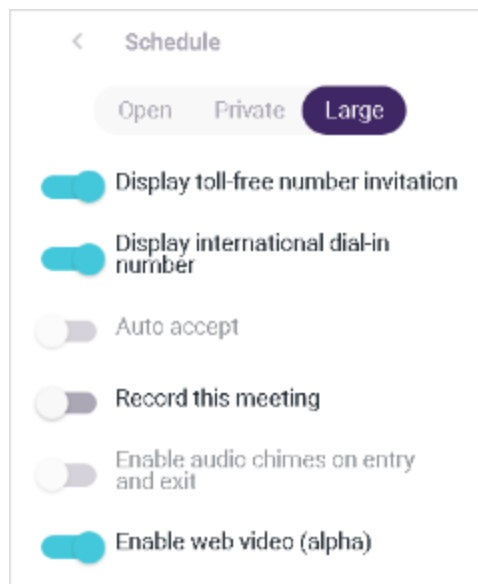 Schedule
Open Private Large
Display toll-free number invitation
Display international dial-in
number
Auto accept
Record this meeting
Enable audio chimes on entry
and exit
Enable web video (alpha)